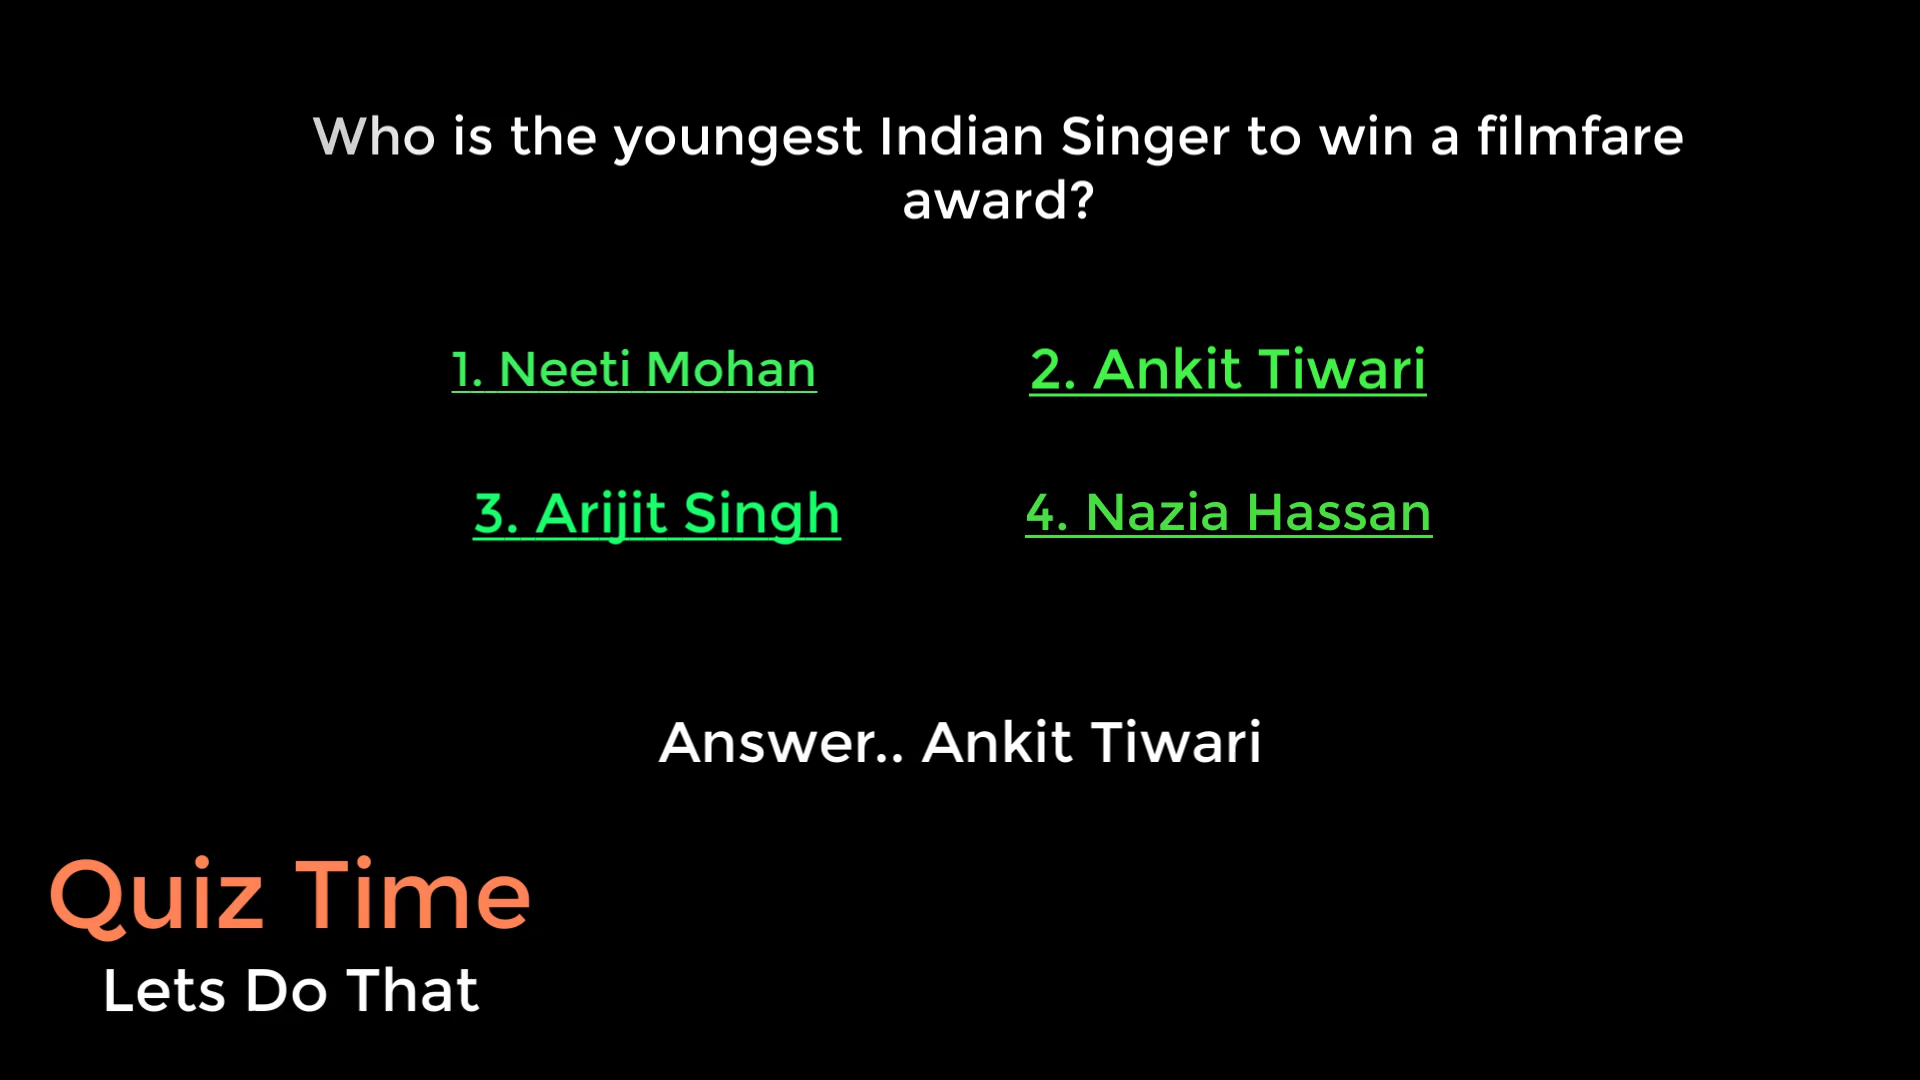 Who is the youngest Indian Singer to win a filmfare
award?
1. Neeti Mohan
2. Ankit Tiwari
3. Arijit Singh
4. Nazia Hassan
Answer.. Ankit Tiwari
Quiz Time
Lets Do That